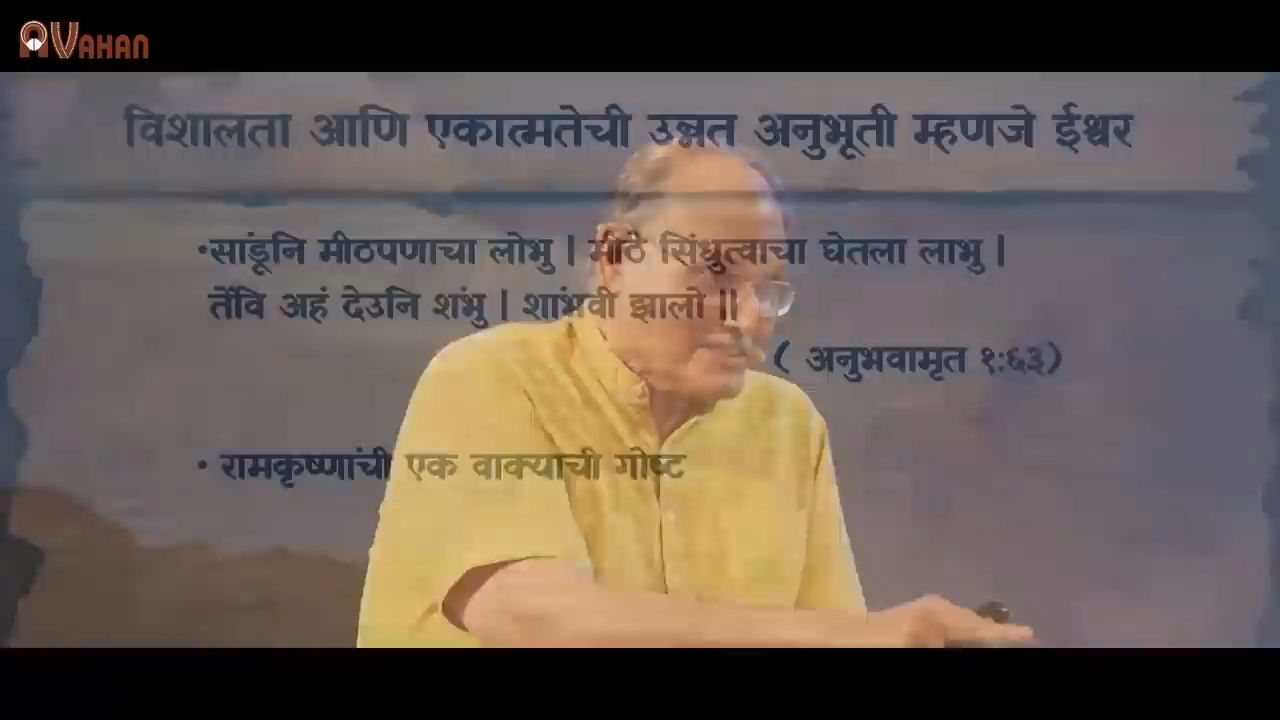 AVAHAN
विशालता आणि एकात्मतेची उन्नत अनुभूती म्हणजे ईश्वर
•सांडूनि मीठपणाचा लोभु | मीठें सिंधुत्वाचा घेतला लाभु |
तेंवि अहं देउनि शंभु | शांभवी झालो ||
( अनुभवामृत १:६३)
• रामकृष्णांची एक वाक्याची गोष्ट